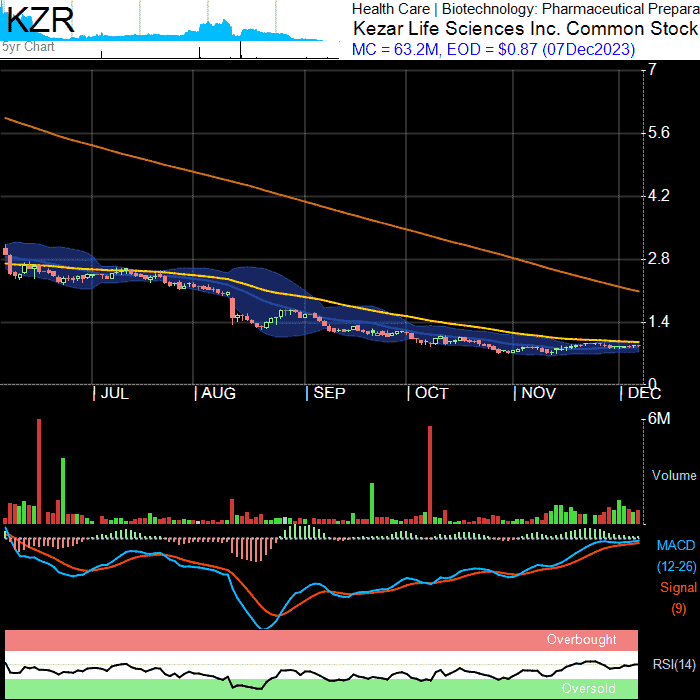 KZR
5yr Chart
Health Care | Biotechnology: Pharmaceutical Prepara
Kezar Life Sciences Inc. Common Stock
MC = 63.2M, EOD = $0.87 (07Dec2023)
7
5.6
4.2
2.8
1.4
0
JUL AUG SEP OCT NOV DEC
6M
Volume
MACD
(12-26)
Signal
(9)
Overbought
RSI(14)
Oversold